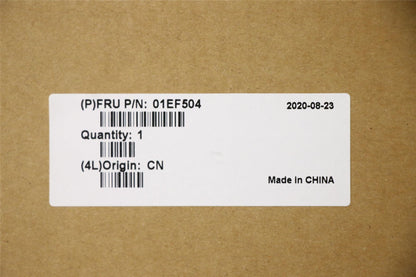 (P)FRU P/N: 01EF504
2020-08-23
Quantity: 1
(4L)Origin: CN
Made in CHINA